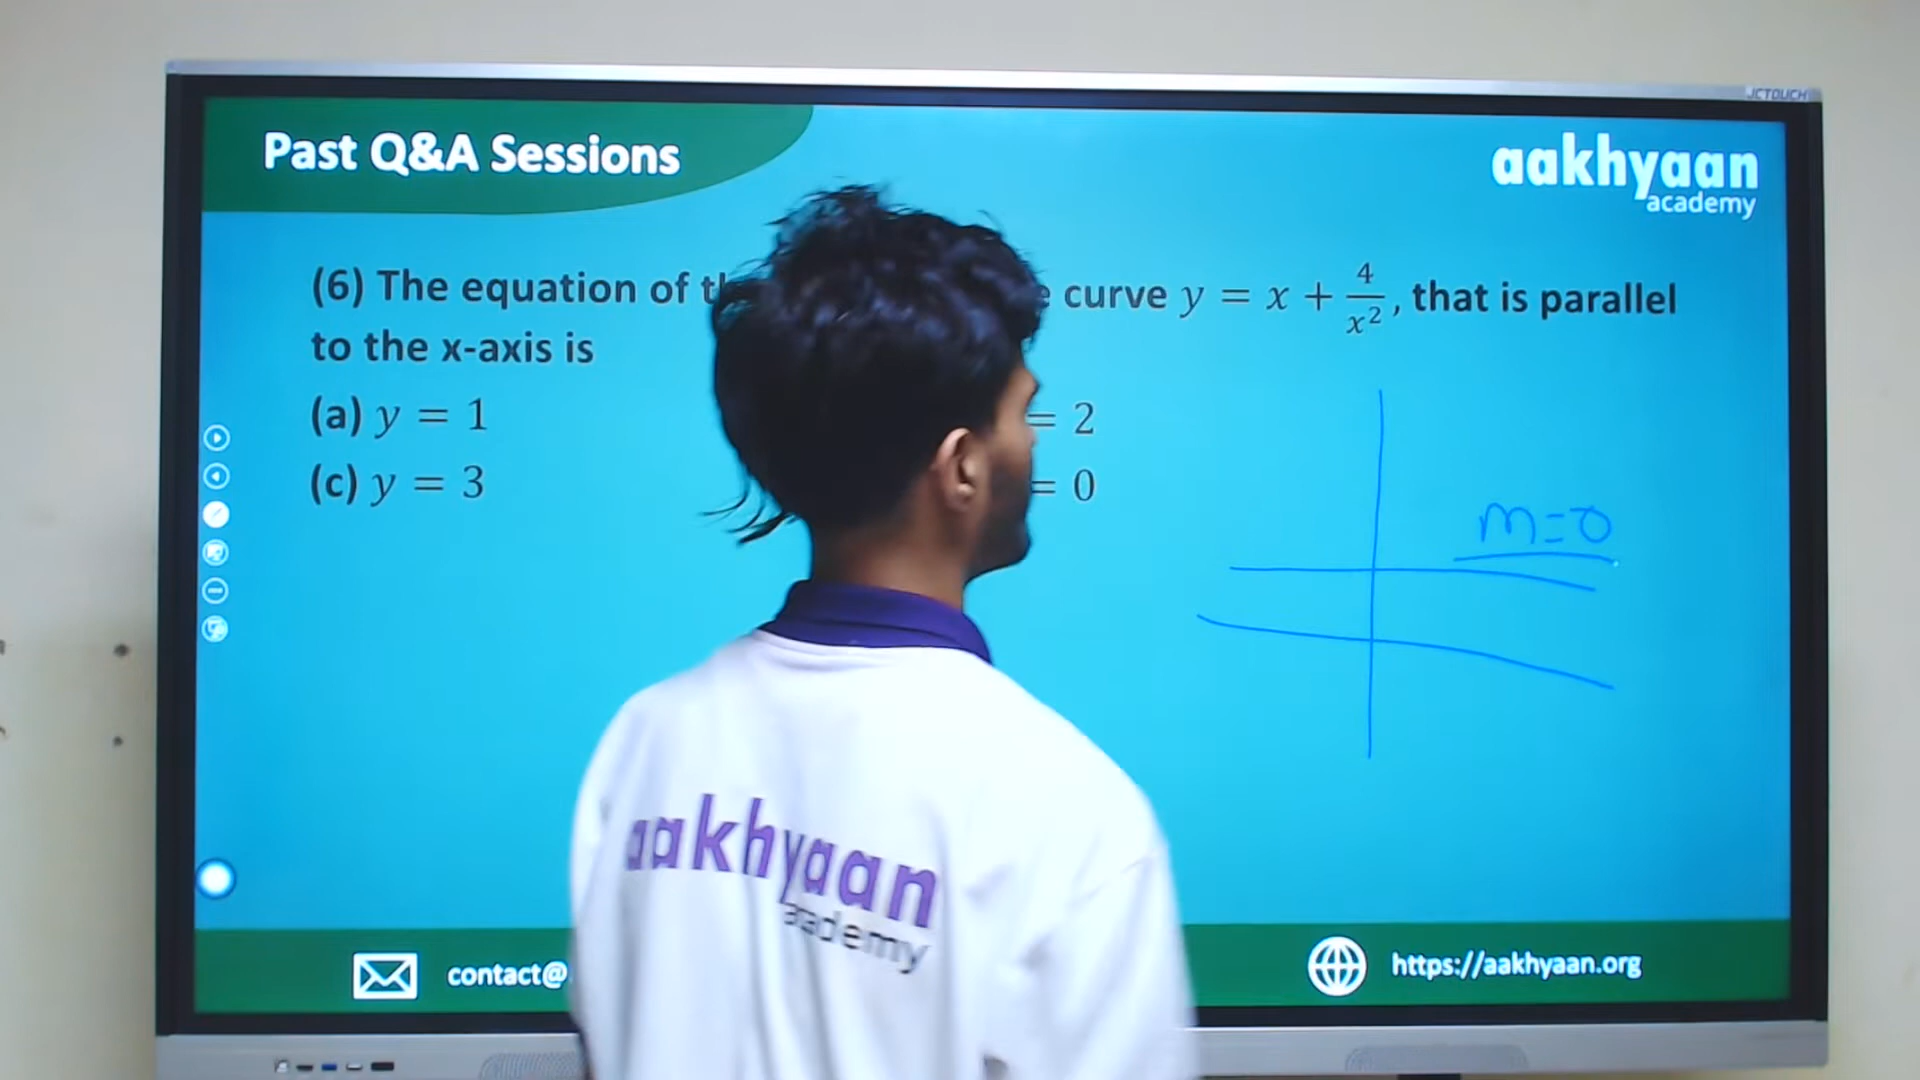 JCTOUCH
Past Q&A Sessions
aakhyaan
academy
(6) The equation of curve y = x + 4/x², that is parallel
to the x-axis is
(a) y = 1 = 2
(c) y = 3 = 0
m=0
aakhyaan
academy
contact@
https://aakhyaan.org